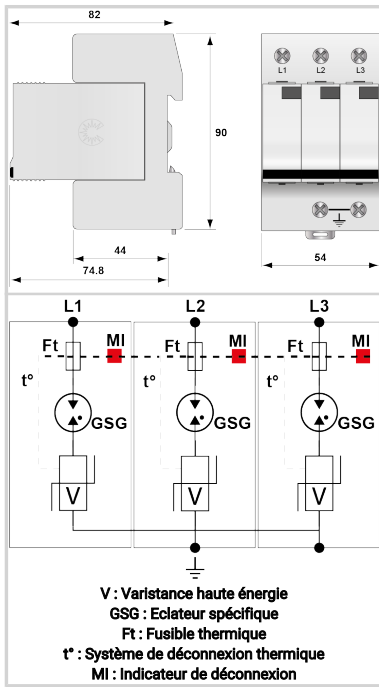 82
L1 L2 L3
90
44
74.8
54
L1 L2 L3
Ft MI Ft MI Ft MI
t° t° t°
GSG GSG GSG
V V V
V : Varistance haute énergie
GSG : Eclateur spécifique
Ft : Fusible thermique
t° : Système de déconnexion thermique
MI : Indicateur de déconnexion